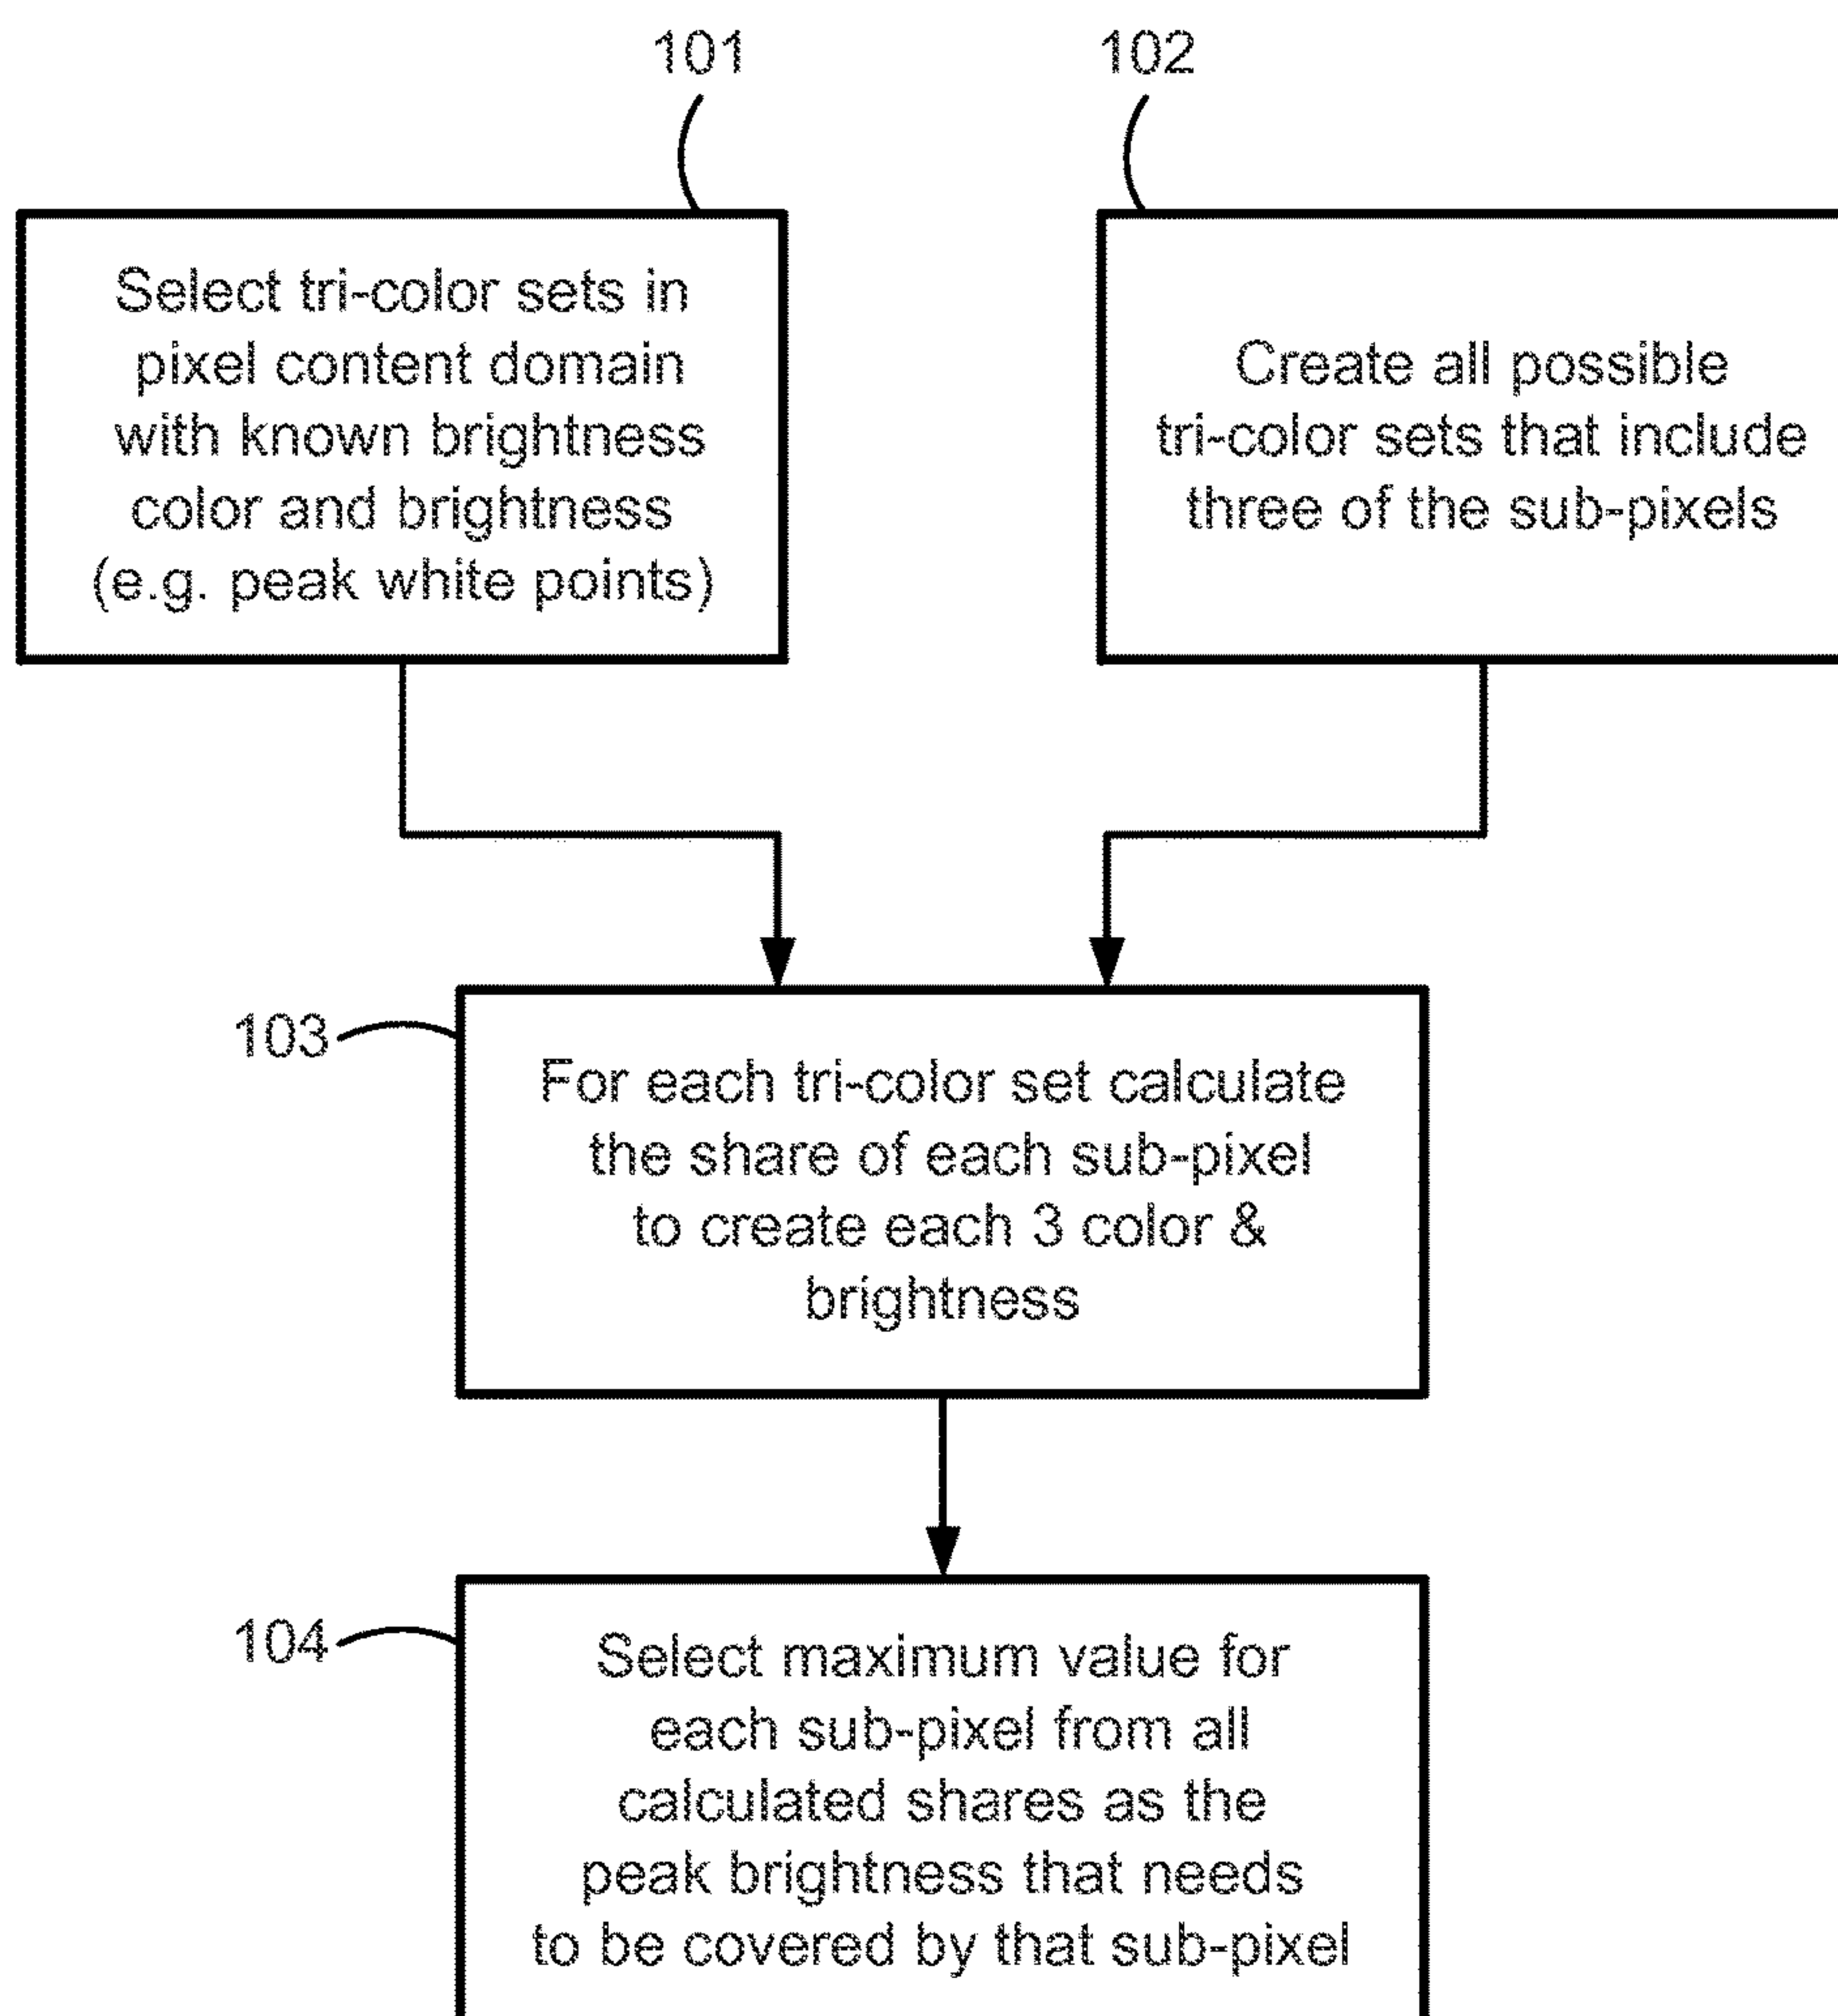 101
102
Select tri-color sets in
pixel content domain
with known brightness
color and brightness
(e.g. peak white points)
Create all possible
tri-color sets that include
three of the sub-pixels
103
For each tri-color set calculate
the share of each sub-pixel
to create each 3 color &
brightness
104
Select maximum value for
each sub-pixel from all
calculated shares as the
peak brightness that needs
to be covered by that sub-pixel